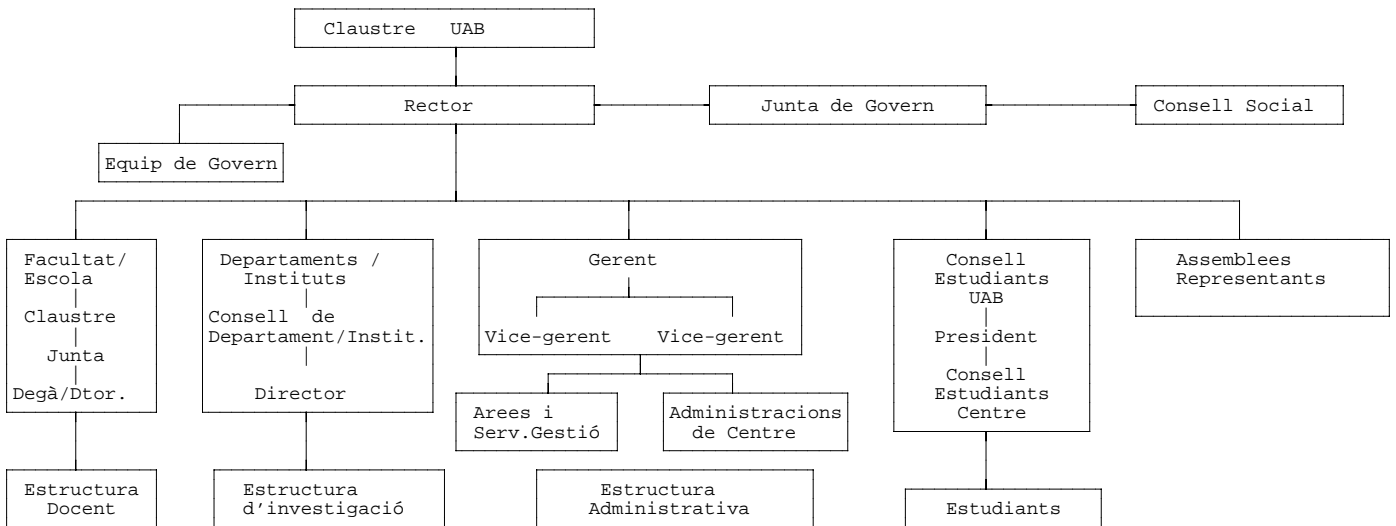 Claustre UAB
Rector
Junta de Govern
Consell Social
Equip de Govern
Facultat/
Escola
Claustre
Junta
Degà/Dtor.
Departaments /
Instituts
Consell de
Departament/Instit.
Director
Gerent
Vice-gerent
Vice-gerent
Arees i
Serv.Gestió
Administracions
de Centre
Consell
Estudiants
UAB
President
Consell
Estudiants
Centre
Assemblees
Representants
Estructura
Docent
Estructura
d'investigació
Estructura
Administrativa
Estudiants